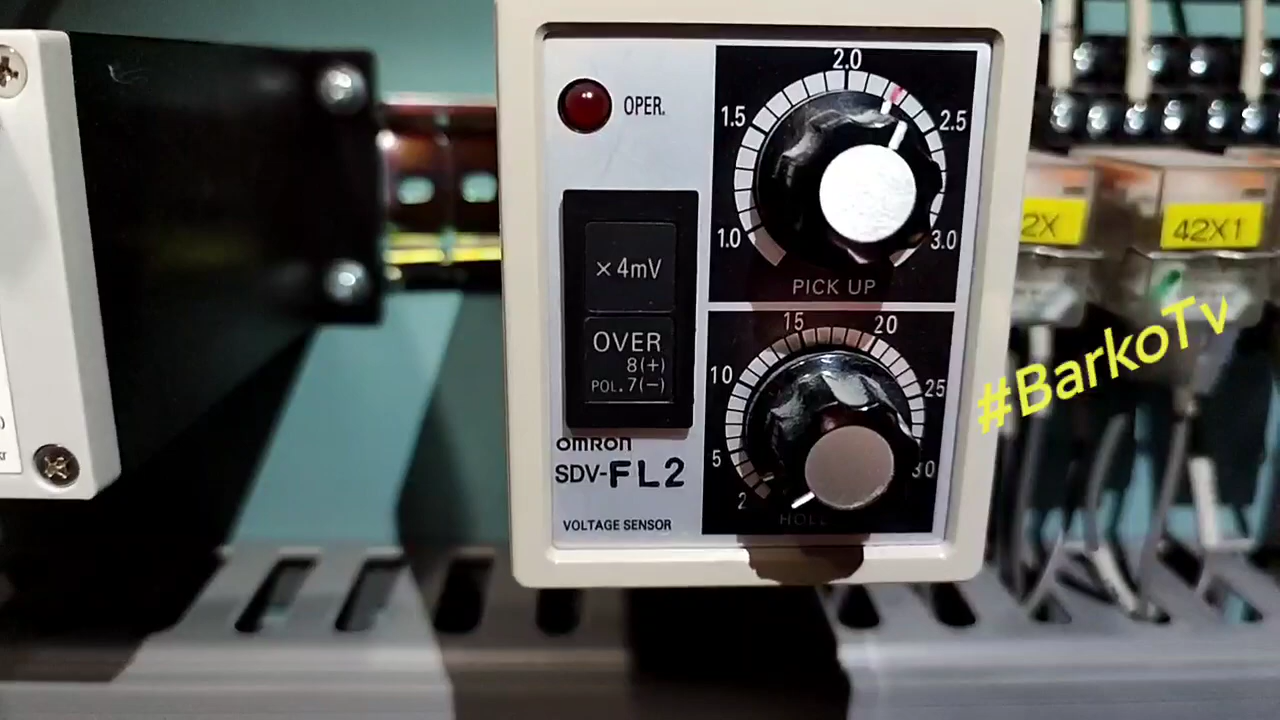 OPER.
2.0
1.5
2.5
1.0
3.0
PICK UP
×4mV
OVER
8(+)
POL. 7(−)
15
20
10
25
5
30
2
omron
SDV-FL2
VOLTAGE SENSOR
2X
42X1
#BarkoTv